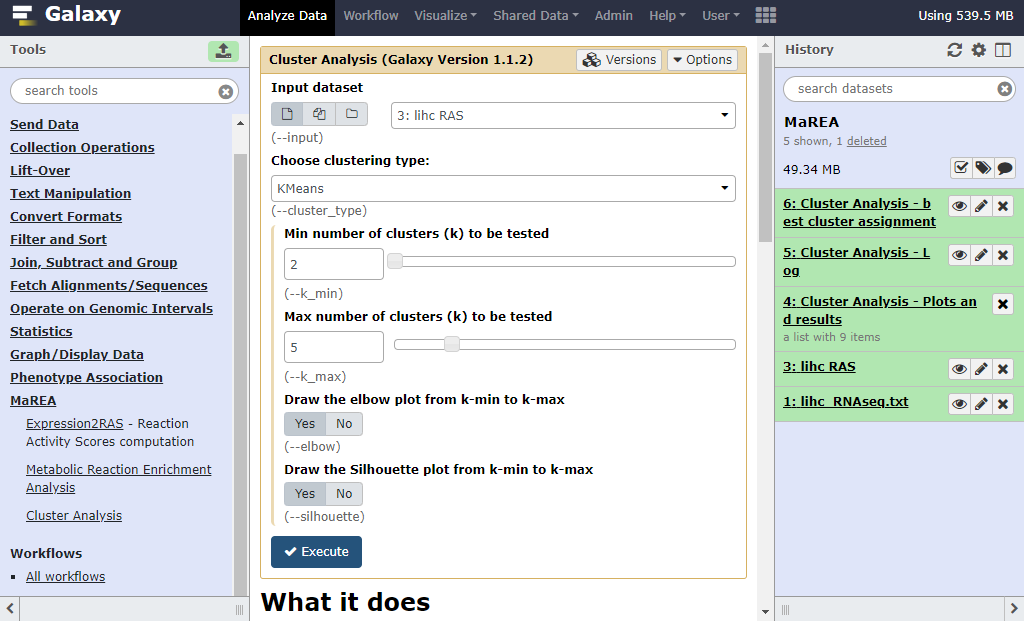 Galaxy
Analyze Data
Workflow
Visualize
Shared Data
Admin
Help
User
Using 539.5 MB
Tools
search tools
Send Data
Collection Operations
Lift-Over
Text Manipulation
Convert Formats
Filter and Sort
Join, Subtract and Group
Fetch Alignments/Sequences
Operate on Genomic Intervals
Statistics
Graph/Display Data
Phenotype Association
MaREA
Expression2RAS - Reaction
Activity Scores computation
Metabolic Reaction Enrichment
Analysis
Cluster Analysis
Workflows
All workflows
Cluster Analysis (Galaxy Version 1.1.2)
Versions
Options
Input dataset
3: lihc RAS
(--input)
Choose clustering type:
KMeans
(--cluster_type)
Min number of clusters (k) to be tested
2
(--k_min)
Max number of clusters (k) to be tested
5
(--k_max)
Draw the elbow plot from k-min to k-max
Yes No
(--elbow)
Draw the Silhouette plot from k-min to k-max
Yes No
(--silhouette)
Execute
What it does
History
search datasets
MaREA
5 shown, 1 deleted
49.34 MB
6: Cluster Analysis - b
est cluster assignment
5: Cluster Analysis - L
og
4: Cluster Analysis - Plots an
d results
a list with 9 items
3: lihc RAS
1: lihc_RNAseq.txt